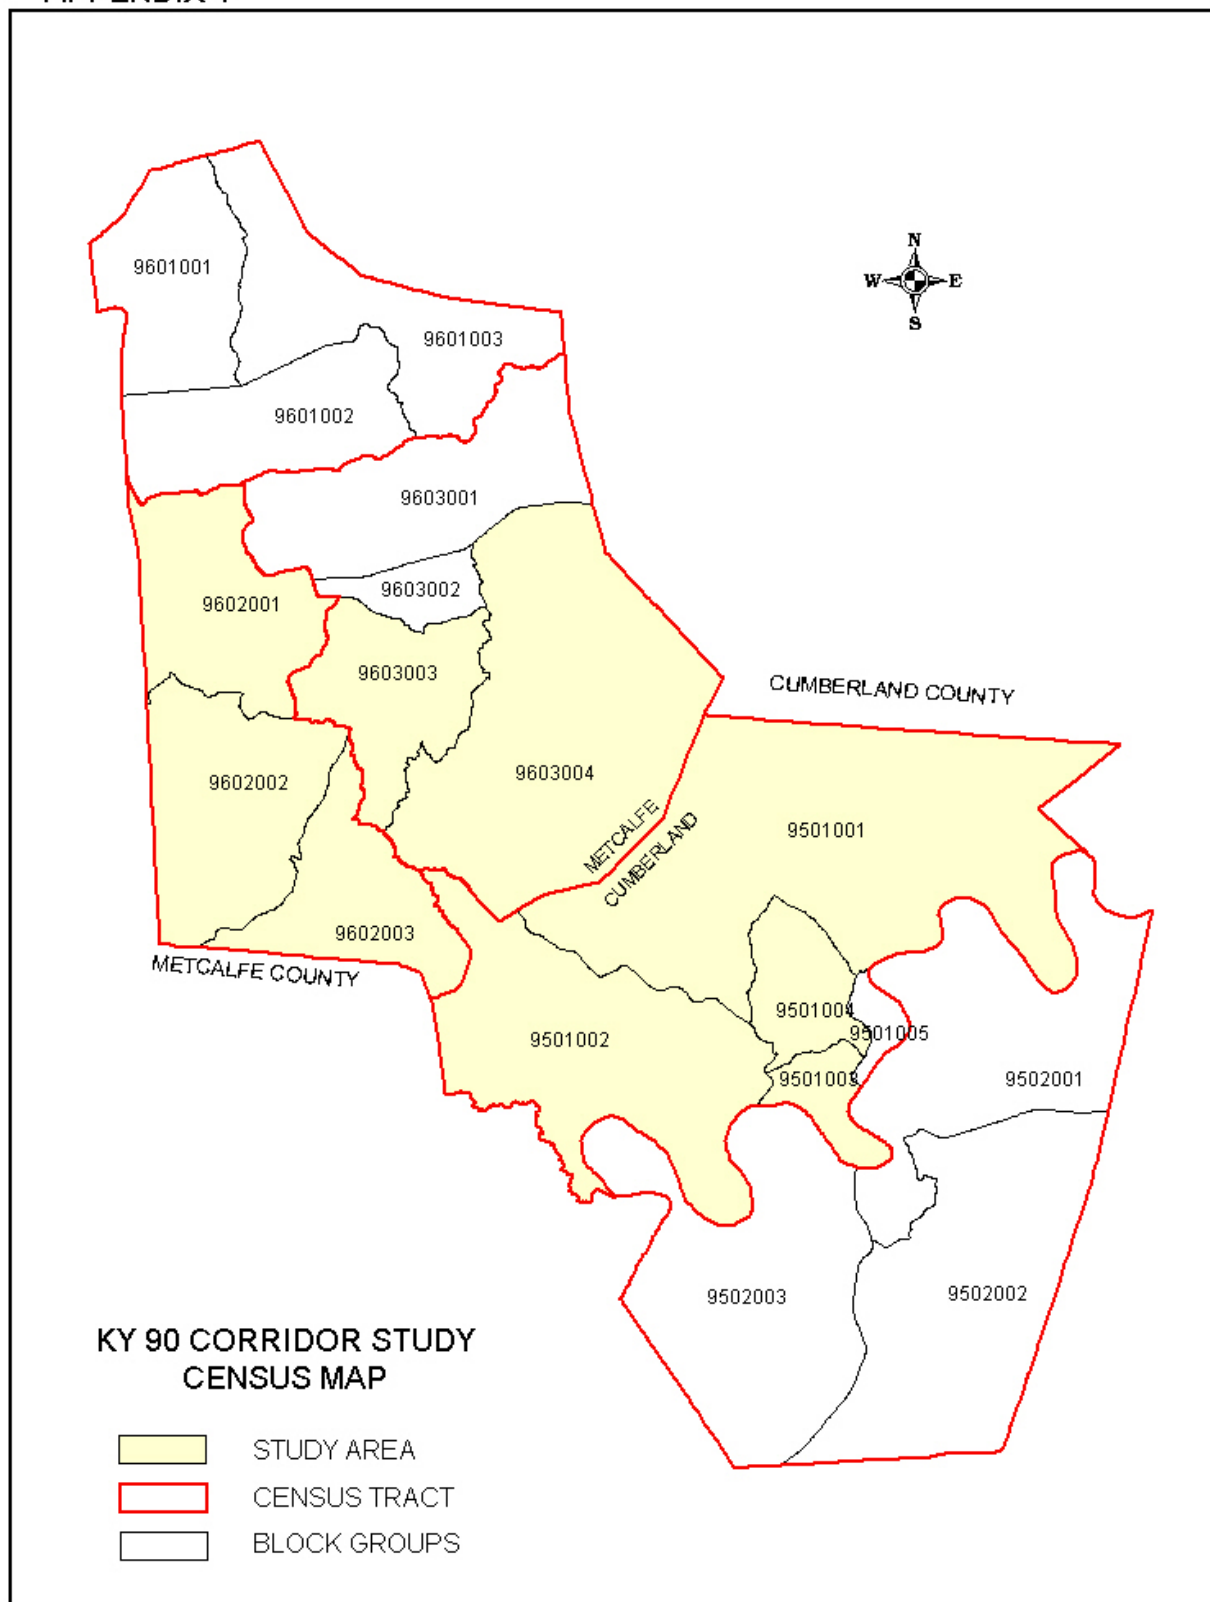 N
W E
S
9601001
9601003
9601002
9603001
9603002
9602001
9603003
CUMBERLAND COUNTY
9603004
9602002
METCALFE
CUMBERLAND
9501001
9602003
METCALFE COUNTY
9501004
9501005
9501002
9501003
9502001
9502003
9502002
KY 90 CORRIDOR STUDY
CENSUS MAP
STUDY AREA
CENSUS TRACT
BLOCK GROUPS